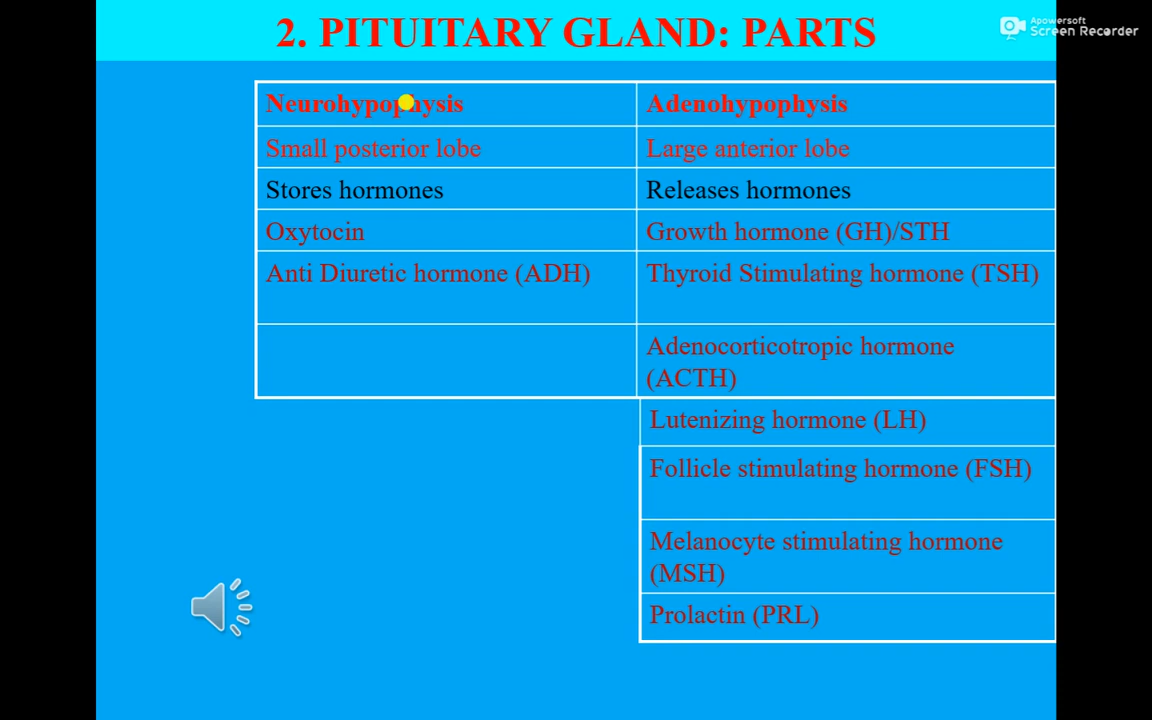 2. PITUITARY GLAND: PARTS
Apowersoft
Screen Recorder
Neurohypophysis
Adenohypophysis
Small posterior lobe
Large anterior lobe
Stores hormones
Releases hormones
Oxytocin
Growth hormone (GH)/STH
Anti Diuretic hormone (ADH)
Thyroid Stimulating hormone (TSH)
Adenocorticotropic hormone
(ACTH)
Lutenizing hormone (LH)
Follicle stimulating hormone (FSH)
Melanocyte stimulating hormone
(MSH)
Prolactin (PRL)